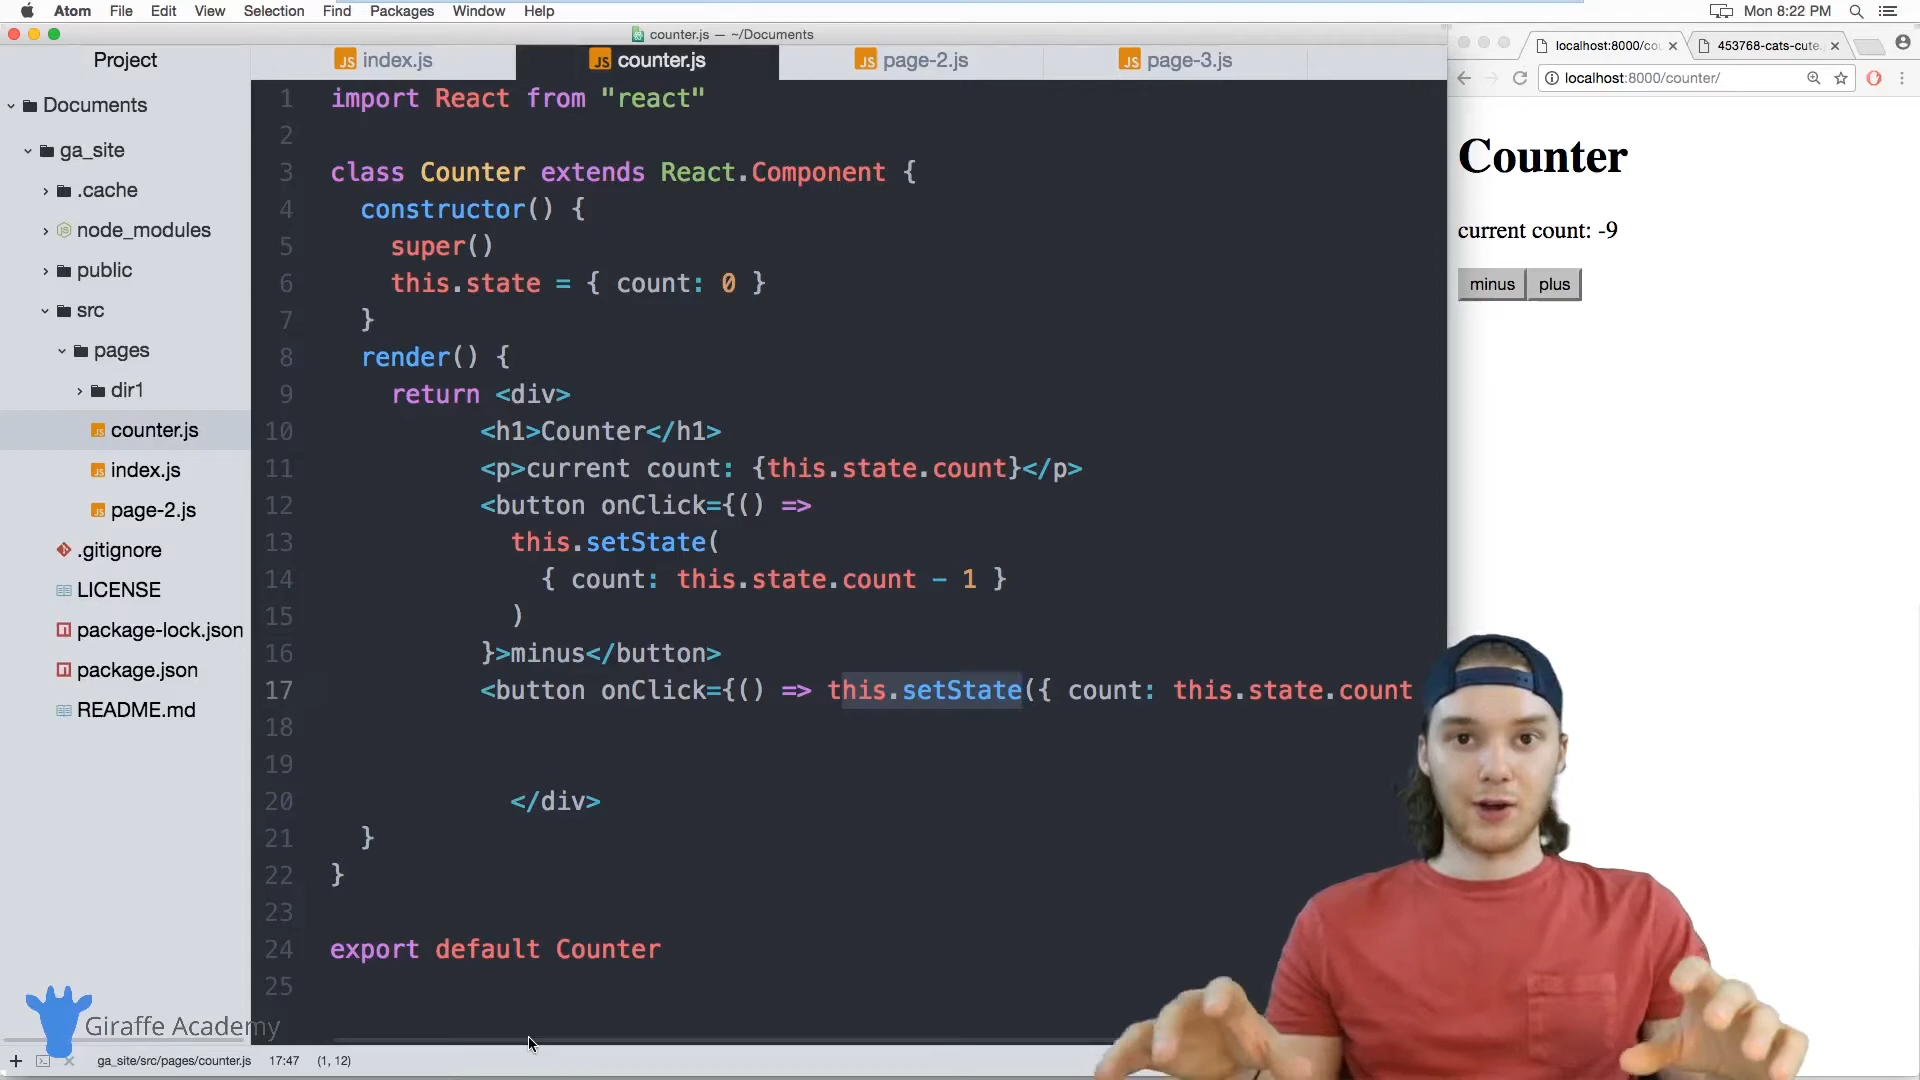 Atom File Edit View Selection Find Packages Window Help
Mon 8:22 PM
counter.js — ~/Documents
Project
Documents
ga_site
.cache
node_modules
public
src
pages
dir1
counter.js
index.js
page-2.js
.gitignore
LICENSE
package-lock.json
package.json
README.md
index.js counter.js page-2.js page-3.js
1 import React from "react"
2
3 class Counter extends React.Component {
4 constructor() {
5 super()
6 this.state = { count: 0 }
7 }
8 render() {
9 return <div>
10 <h1>Counter</h1>
11 <p>current count: {this.state.count}</p>
12 <button onClick={() =>
13 this.setState(
14 { count: this.state.count - 1 }
15 )
16 }>minus</button>
17 <button onClick={() => this.setState({ count: this.state.count
18
19
20 </div>
21 }
22 }
23
24 export default Counter
25
Giraffe Academy
ga_site/src/pages/counter.js 17:47 (1, 12)
localhost:8000/cou 453768-cats-cute.
localhost:8000/counter/
Counter
current count: -9
minus plus